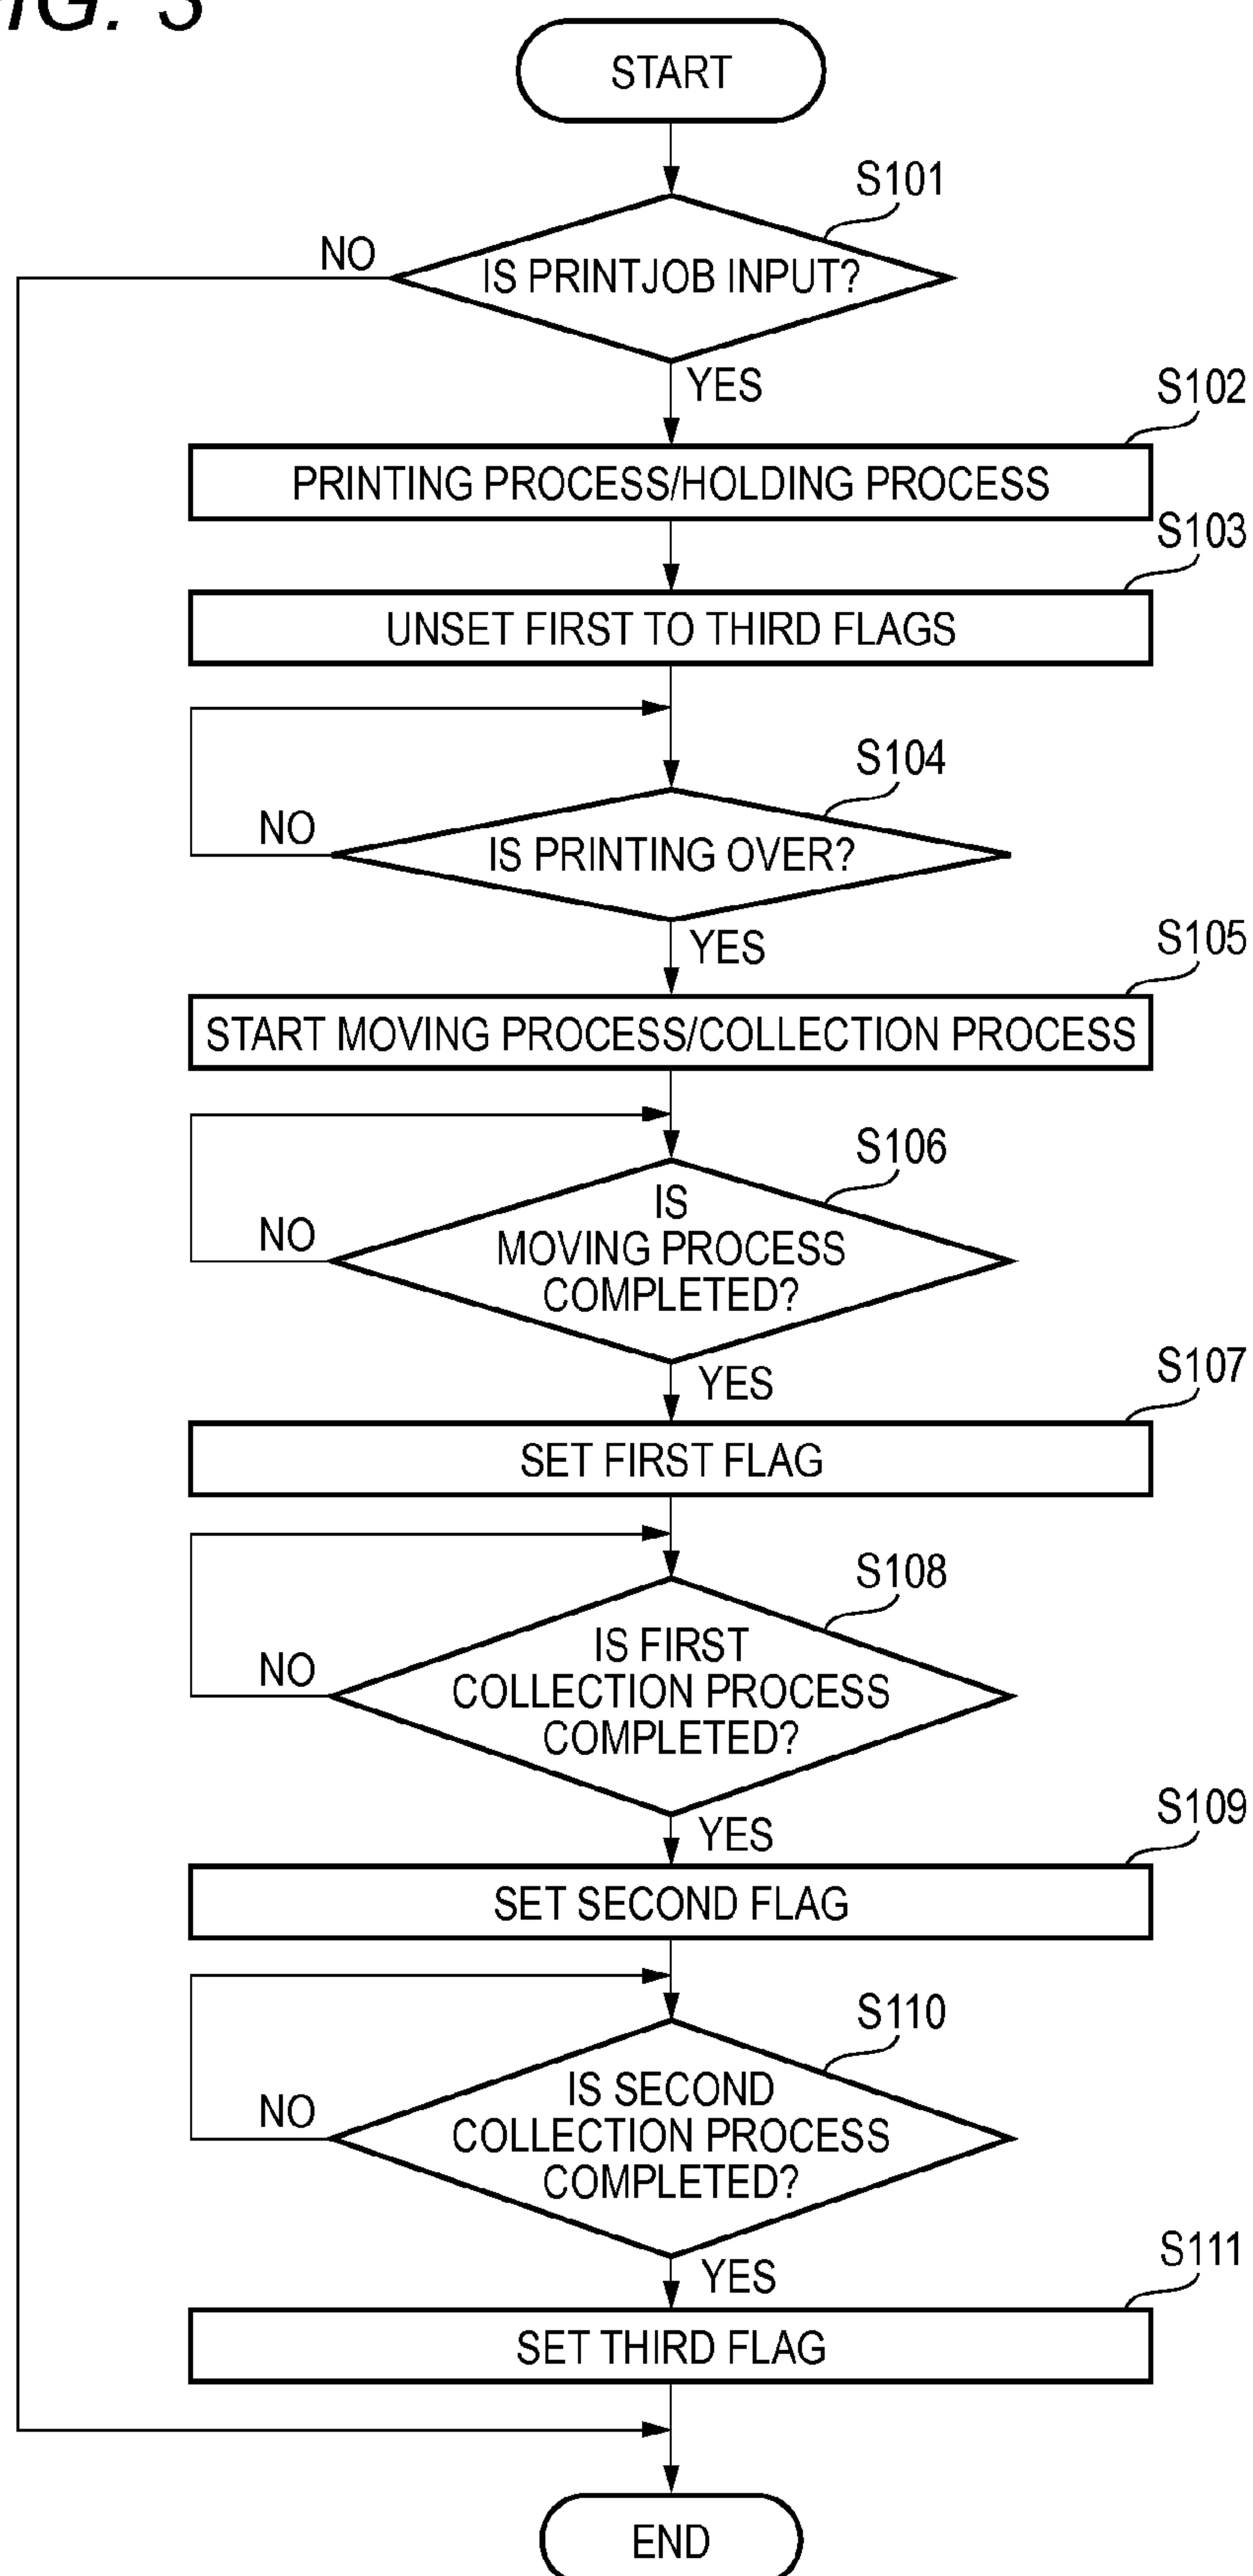 FIG. 3
START
S101
NO
IS PRINTJOB INPUT?
YES
S102
PRINTING PROCESS/HOLDING PROCESS
S103
UNSET FIRST TO THIRD FLAGS
S104
NO
IS PRINTING OVER?
YES
S105
START MOVING PROCESS/COLLECTION PROCESS
S106
IS
MOVING PROCESS
COMPLETED?
NO
YES
S107
SET FIRST FLAG
S108
IS FIRST
COLLECTION PROCESS
COMPLETED?
NO
YES
S109
SET SECOND FLAG
S110
IS SECOND
COLLECTION PROCESS
COMPLETED?
NO
YES
S111
SET THIRD FLAG
END